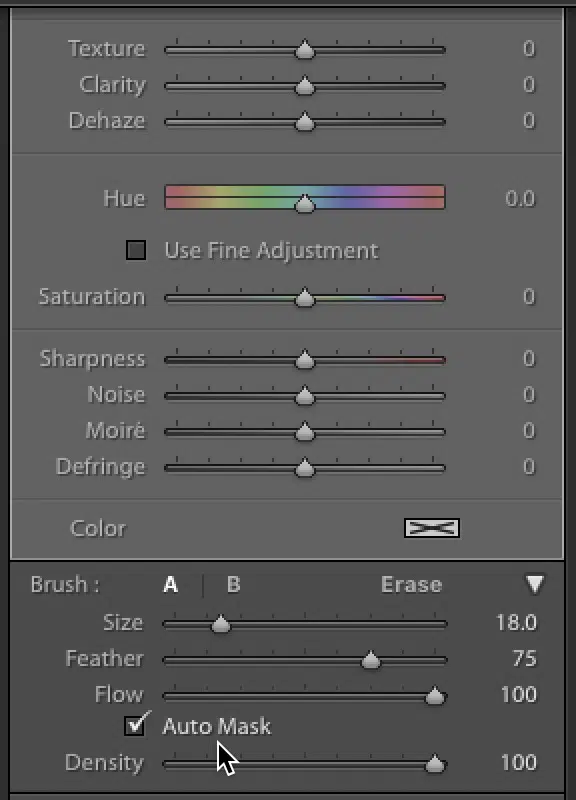 Texture 0
Clarity 0
Dehaze 0
Hue 0.0
Use Fine Adjustment
Saturation 0
Sharpness 0
Noise 0
Moiré 0
Defringe 0
Color
Brush : A B Erase
Size 18.0
Feather 75
Flow 100
Auto Mask
Density 100